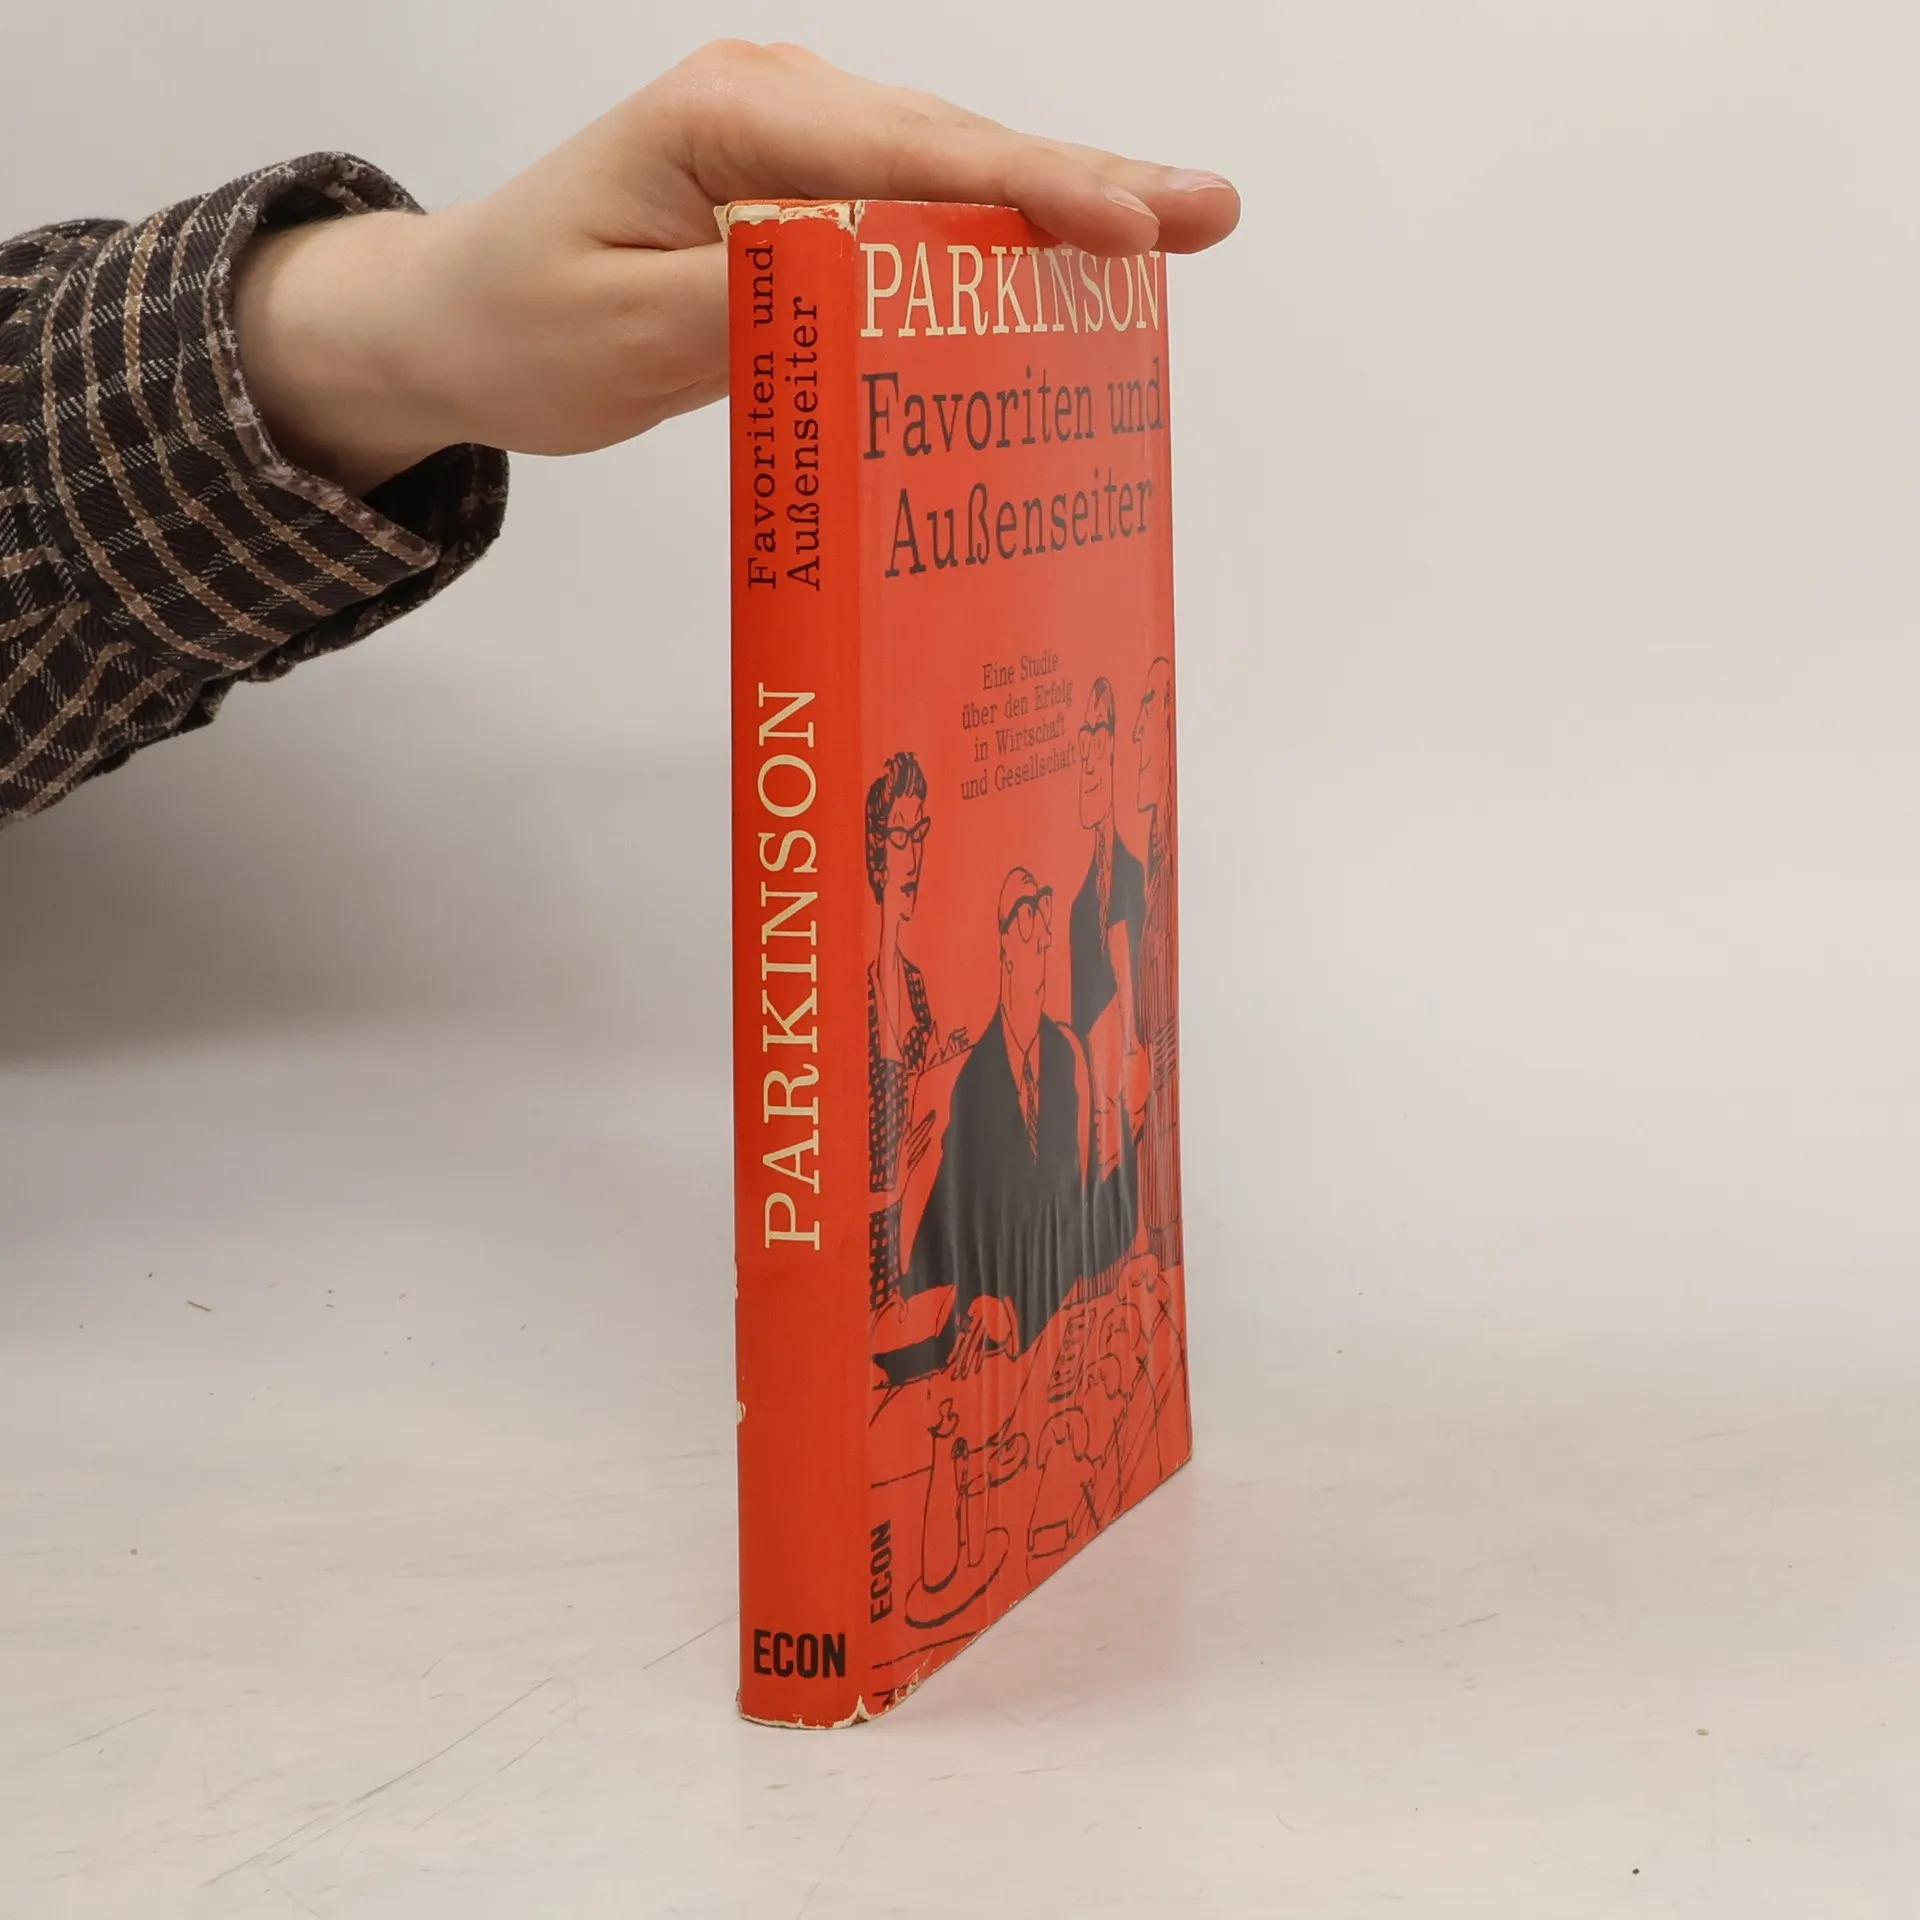 Favoriten und
Außenseiter
PARKINSON
ECON
PARKINSON
Favoriten und
Außenseiter
Eine Studie
über den Erfolg
in Wirtschaft
und Gesellschaft
ECON